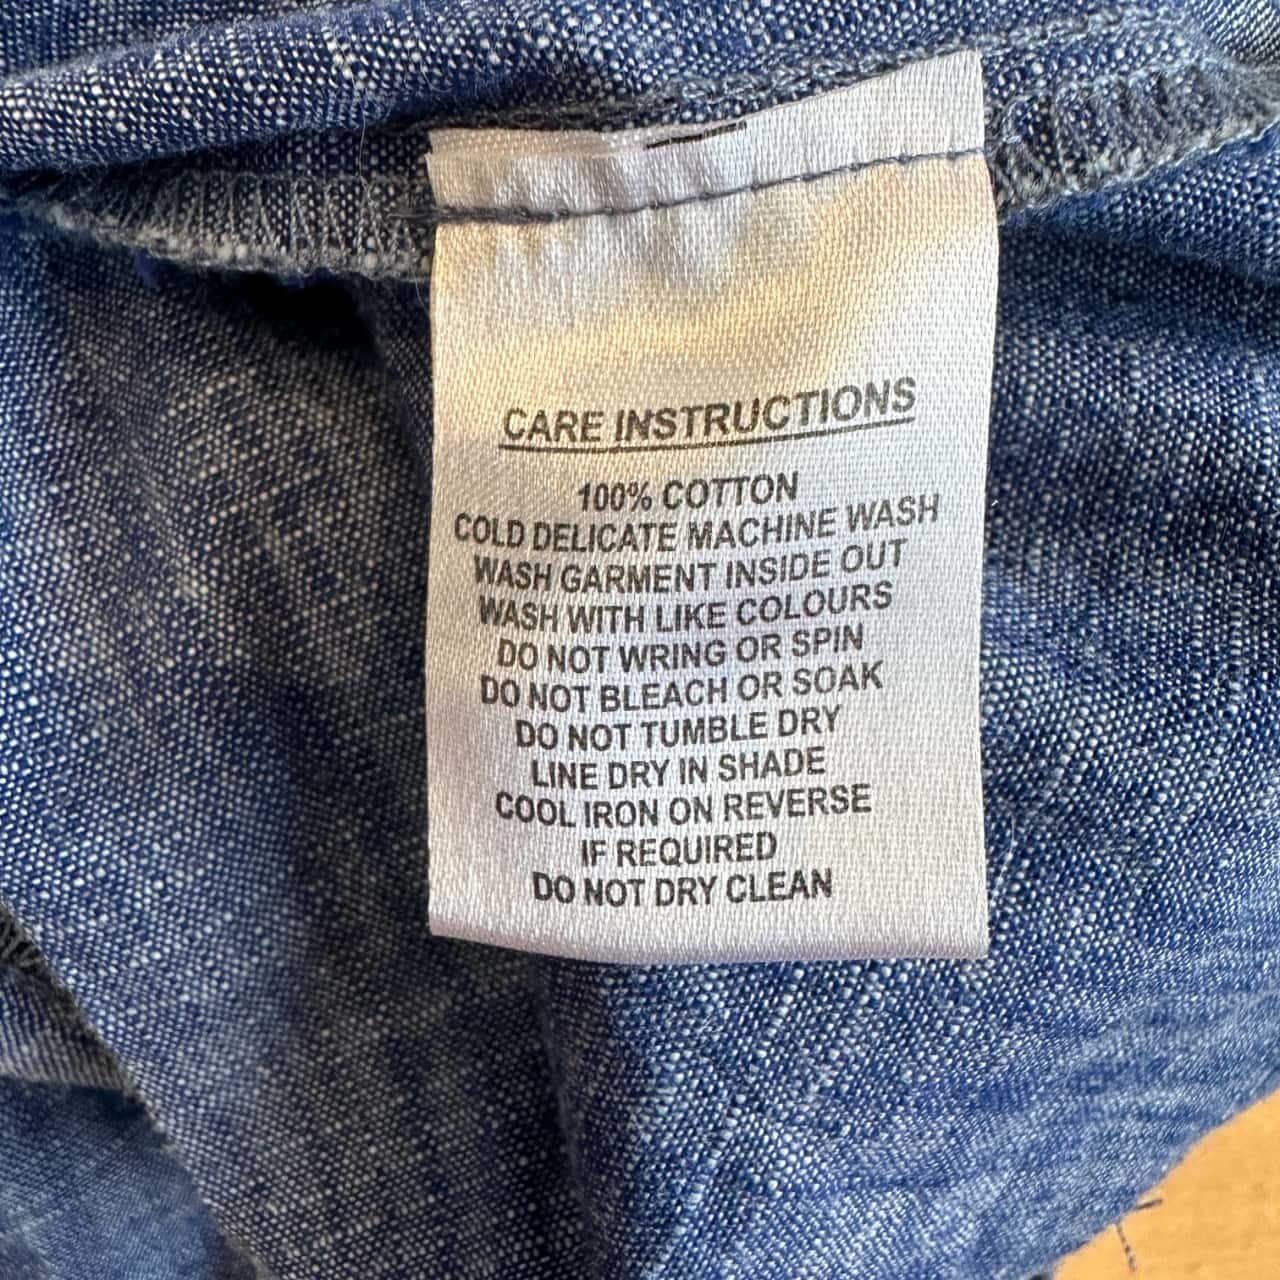 CARE INSTRUCTIONS
100% COTTON
COLD DELICATE MACHINE WASH
WASH GARMENT INSIDE OUT
WASH WITH LIKE COLOURS
DO NOT WRING OR SPIN
DO NOT BLEACH OR SOAK
DO NOT TUMBLE DRY
LINE DRY IN SHADE
COOL IRON ON REVERSE
IF REQUIRED
DO NOT DRY CLEAN